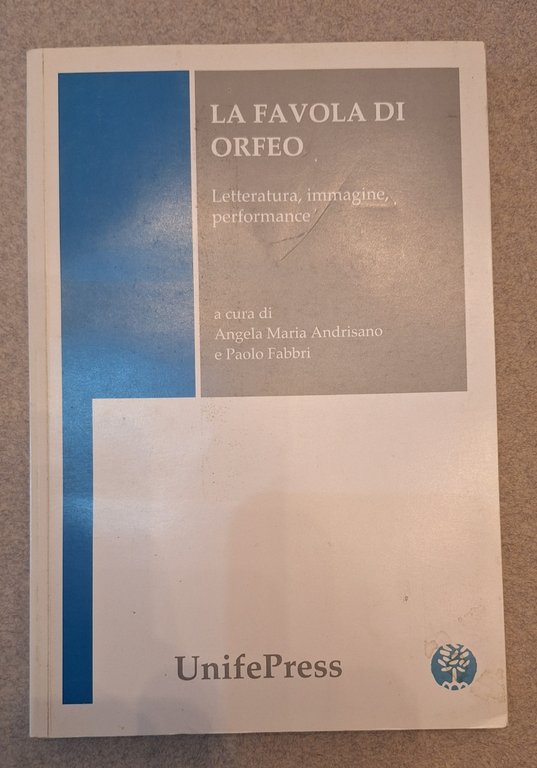 LA FAVOLA DI
ORFEO
Letteratura, immagine,
performance
a cura di
Angela Maria Andrisano
e Paolo Fabbri
UnifePress